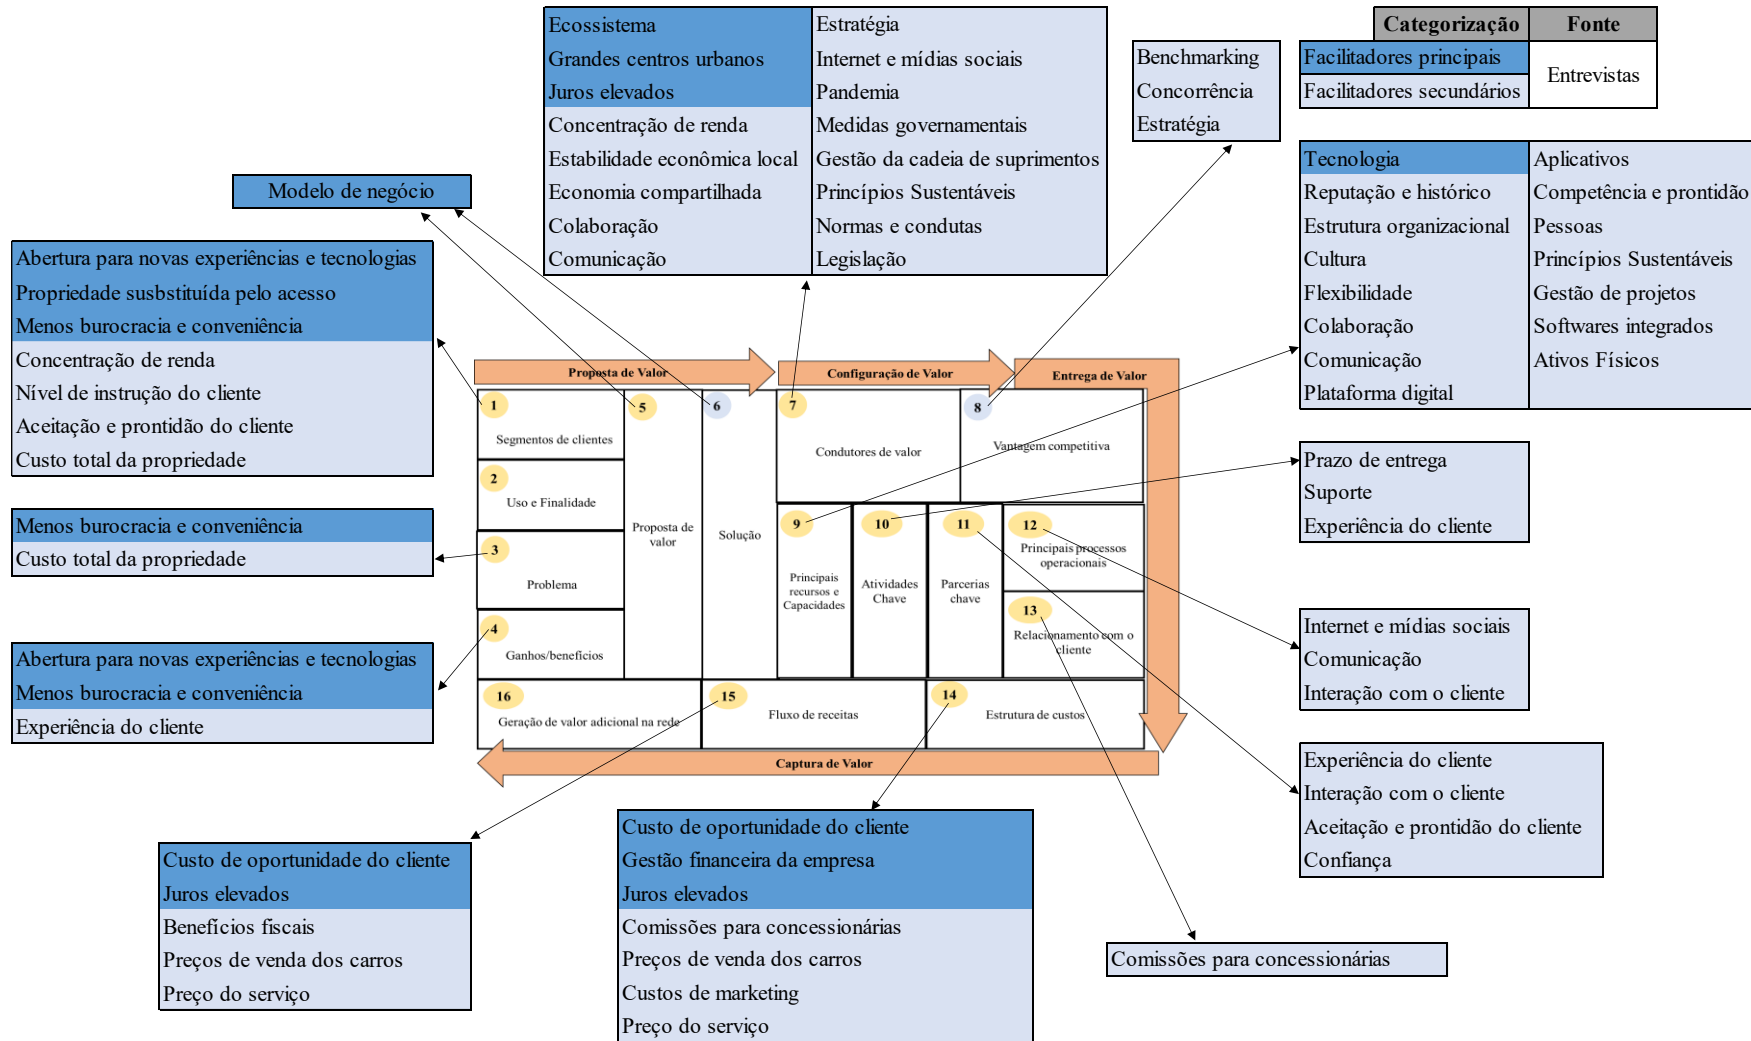 Ecossistema
Grandes centros urbanos
Juros elevados
Concentração de renda
Estabilidade econômica local
Economia compartilhada
Colaboração
Comunicação
Estratégia
Internet e mídias sociais
Pandemia
Medidas governamentais
Gestão da cadeia de suprimentos
Princípios Sustentáveis
Normas e condutas
Legislação
Benchmarking
Concorrência
Estratégia
Categorização Fonte
Facilitadores principais
Facilitadores secundários
Entrevistas
Tecnologia
Reputação e histórico
Estrutura organizacional
Cultura
Flexibilidade
Colaboração
Comunicação
Plataforma digital
Aplicativos
Competência e prontidão
Pessoas
Princípios Sustentáveis
Gestão de projetos
Softwares integrados
Ativos Físicos
Modelo de negócio
Abertura para novas experiências e tecnologias
Propriedade susbstituída pelo acesso
Menos burocracia e conveniência
Concentração de renda
Nível de instrução do cliente
Aceitação e prontidão do cliente
Custo total da propriedade
Menos burocracia e conveniência
Custo total da propriedade
Abertura para novas experiências e tecnologias
Menos burocracia e conveniência
Experiência do cliente
Proposta de Valor
Configuração de Valor
Entrega de Valor
1
Segmentos de clientes
2
Uso e Finalidade
3
Problema
4
Ganhos/benefícios
5
Proposta de
valor
6
Solução
7
Condutores de valor
8
Vantagem competitiva
9
Principais
recursos e
Capacidades
10
Atividades
Chave
11
Parcerias
chave
12
Principais processos
operacionais
13
Relacionamento com o
cliente
16
Geração de valor adicional na rede
15
Fluxo de receitas
14
Estrutura de custos
Captura de Valor
Prazo de entrega
Suporte
Experiência do cliente
Internet e mídias sociais
Comunicação
Interação com o cliente
Experiência do cliente
Interação com o cliente
Aceitação e prontidão do cliente
Confiança
Comissões para concessionárias
Custo de oportunidade do cliente
Juros elevados
Benefícios fiscais
Preços de venda dos carros
Preço do serviço
Custo de oportunidade do cliente
Gestão financeira da empresa
Juros elevados
Comissões para concessionárias
Preços de venda dos carros
Custos de marketing
Preço do serviço